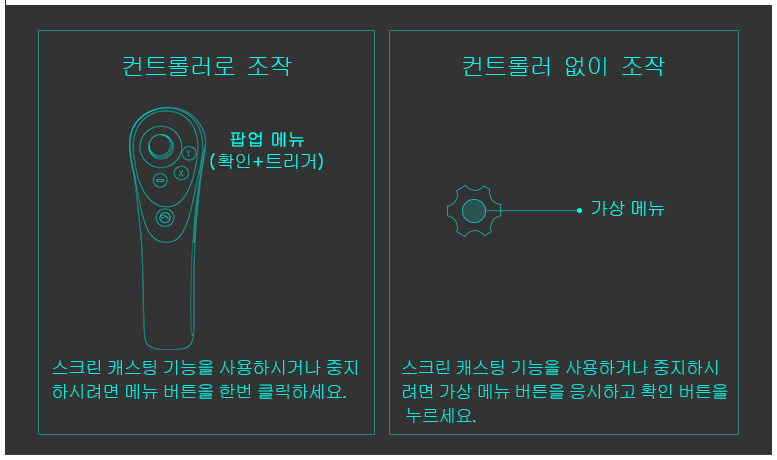 컨트롤러로 조작
팝업 메뉴
(확인+트리거)
Y
X
스크린 캐스팅 기능을 사용하시거나 중지
하시려면 메뉴 버튼을 한번 클릭하세요.
컨트롤러 없이 조작
가상 메뉴
스크린 캐스팅 기능을 사용하거나 중지하시
려면 가상 메뉴 버튼을 응시하고 확인 버튼을
누르세요.